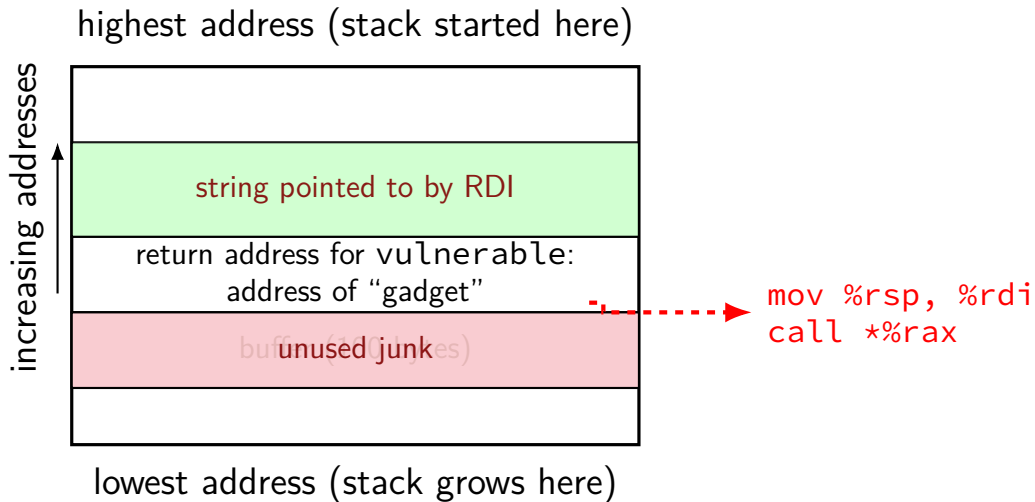 highest address (stack started here)
increasing addresses
string pointed to by RDI
return address for vulnerable:
address of “gadget”
mov %rsp, %rdi
call *%rax
unused junk
lowest address (stack grows here)